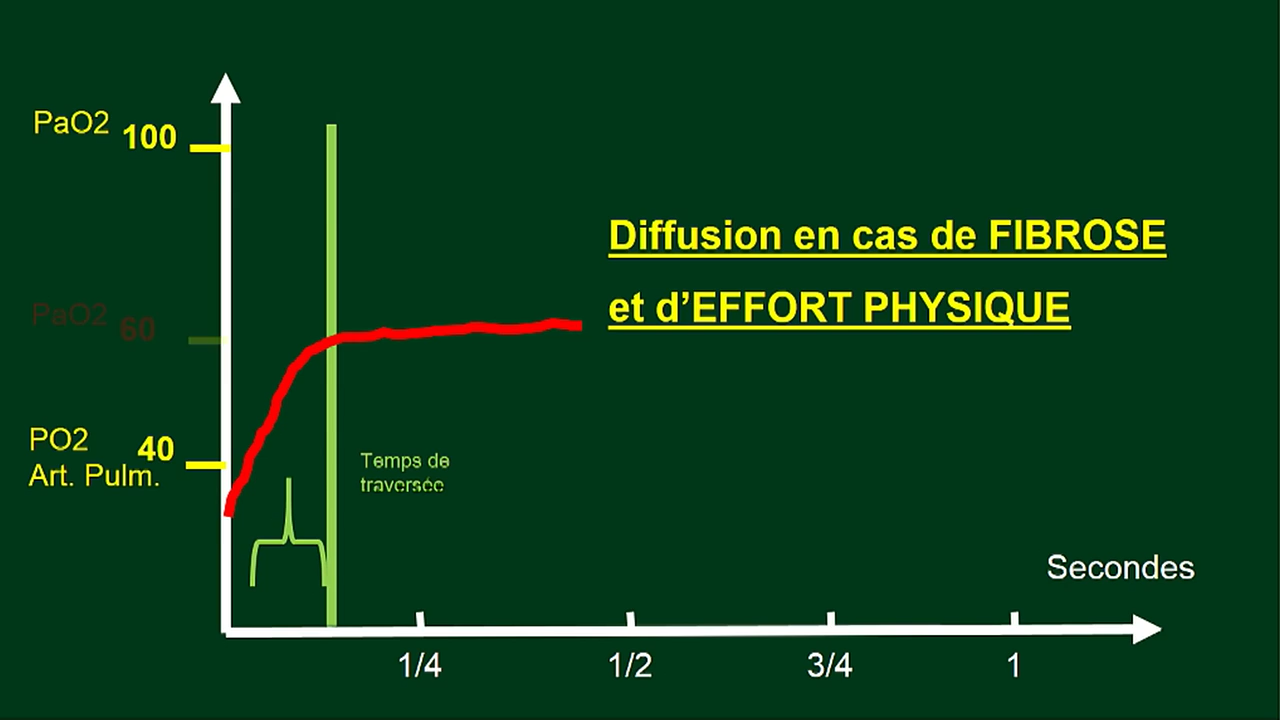 PaO2 100
Diffusion en cas de FIBROSE
et d'EFFORT PHYSIQUE
PaO2 60
PO2 40
Art. Pulm.
Temps de
traversée
Secondes
1/4 1/2 3/4 1